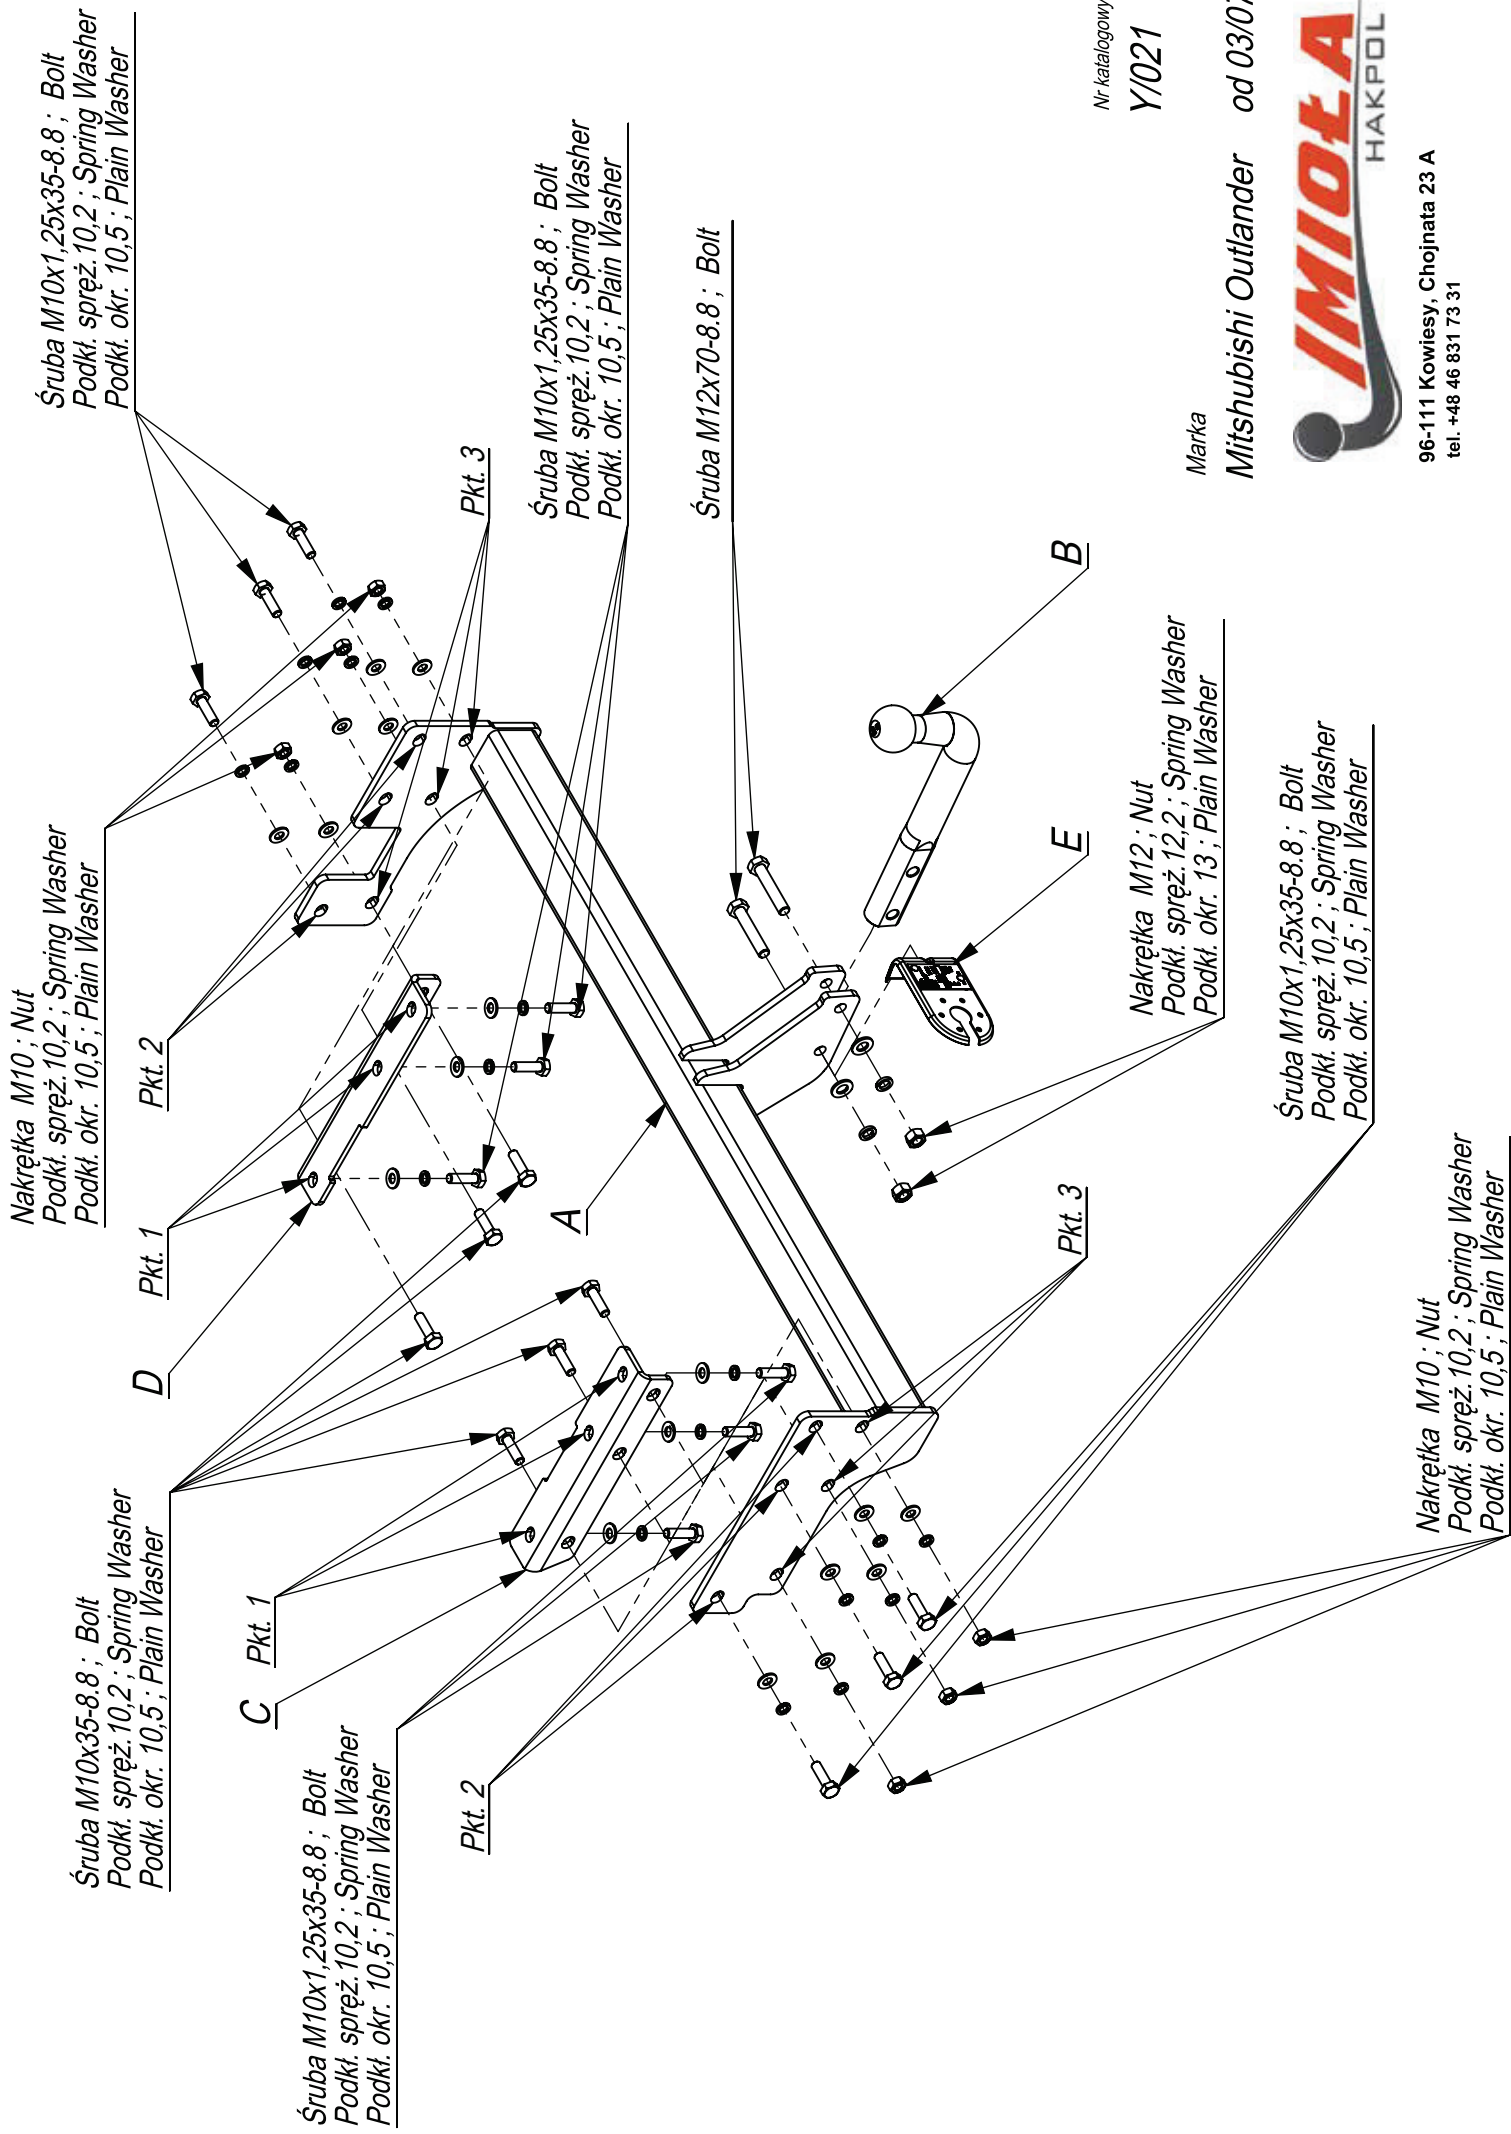 Nakrętka M10 ; Nut
Podkł. spręż.10,2 ; Spring Washer
Podkł. okr. 10,5 ; Plain Washer
Śruba M10x1,25x35-8.8 ; Bolt
Podkł. spręż.10,2 ; Spring Washer
Podkł. okr. 10,5 ; Plain Washer
Śruba M10x35-8.8 ; Bolt
Podkł. spręż.10,2 ; Spring Washer
Podkł. okr. 10,5 ; Plain Washer
D
Pkt. 1
Pkt. 2
C
Pkt. 1
Śruba M10x1,25x35-8.8 ; Bolt
Podkł. spręż.10,2 ; Spring Washer
Podkł. okr. 10,5 ; Plain Washer
Pkt. 2
Pkt. 3
A
Śruba M10x1,25x35-8.8 ; Bolt
Podkł. spręż.10,2 ; Spring Washer
Podkł. okr. 10,5 ; Plain Washer
Śruba M12x70-8.8 ; Bolt
Pkt. 3
E
B
Nakrętka M12 ; Nut
Podkł. spręż.12,2 ; Spring Washer
Podkł. okr. 13 ; Plain Washer
Śruba M10x1,25x35-8.8 ; Bolt
Podkł. spręż.10,2 ; Spring Washer
Podkł. okr. 10,5 ; Plain Washer
Nakrętka M10 ; Nut
Podkł. spręż.10,2 ; Spring Washer
Podkł. okr. 10,5 ; Plain Washer
Nr katalogowy
Y/021
Marka
Mitshubishi Outlander od 03/07
IMIOŁA
HAKPOL
96-111 Kowiesy, Chojnata 23 A
tel. +48 46 831 73 31